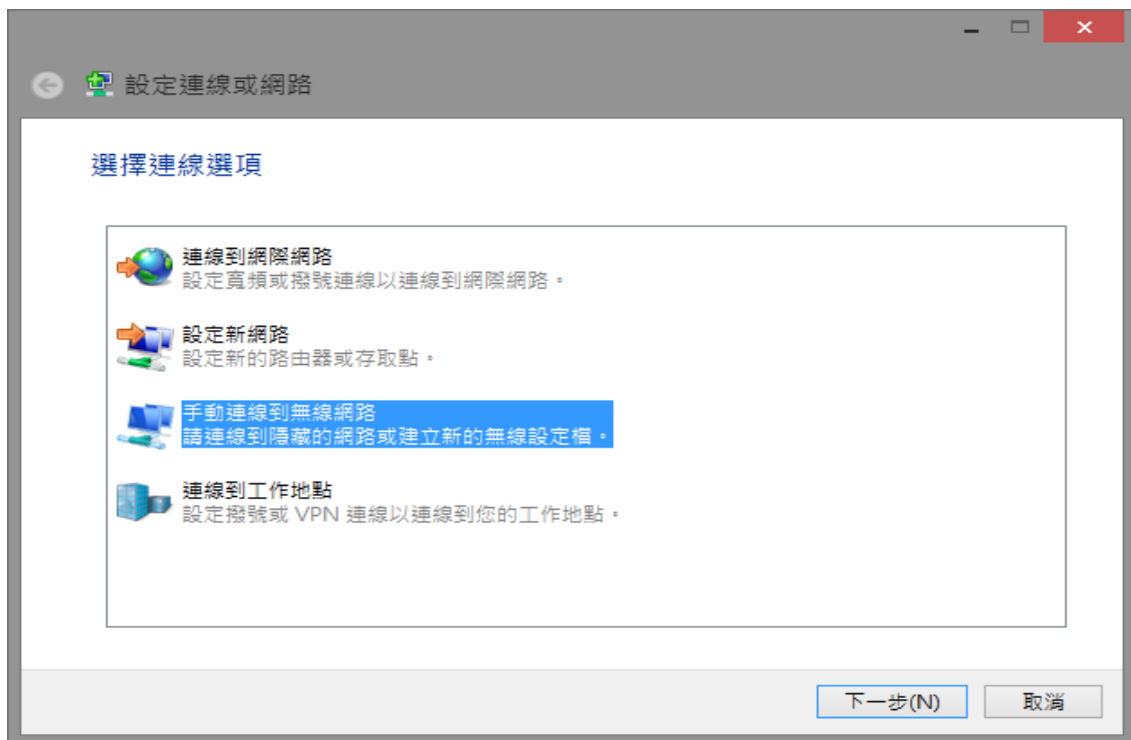 設定連線或網路
選擇連線選項
連線到網際網路
設定寬頻或撥號連線以連線到網際網路。
設定新網路
設定新的路由器或存取點。
手動連線到無線網路
請連線到隱藏的網路或建立新的無線設定檔。
連線到工作地點
設定撥號或 VPN 連線以連線到您的工作地點。
下一步(N)
取消